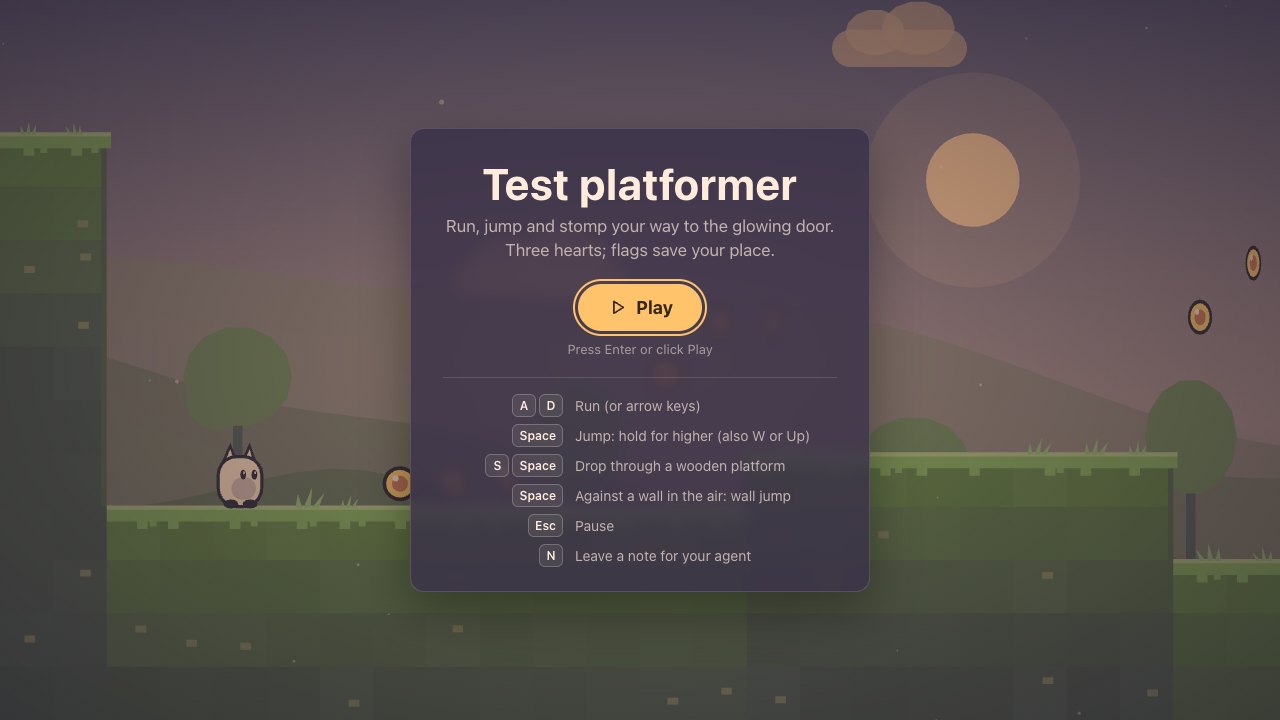 Test platformer
Run, jump and stomp your way to the glowing door.
Three hearts; flags save your place.
Play
Press Enter or click Play
A D Run (or arrow keys)
Space Jump: hold for higher (also W or Up)
S Space Drop through a wooden platform
Space Against a wall in the air: wall jump
Esc Pause
N Leave a note for your agent